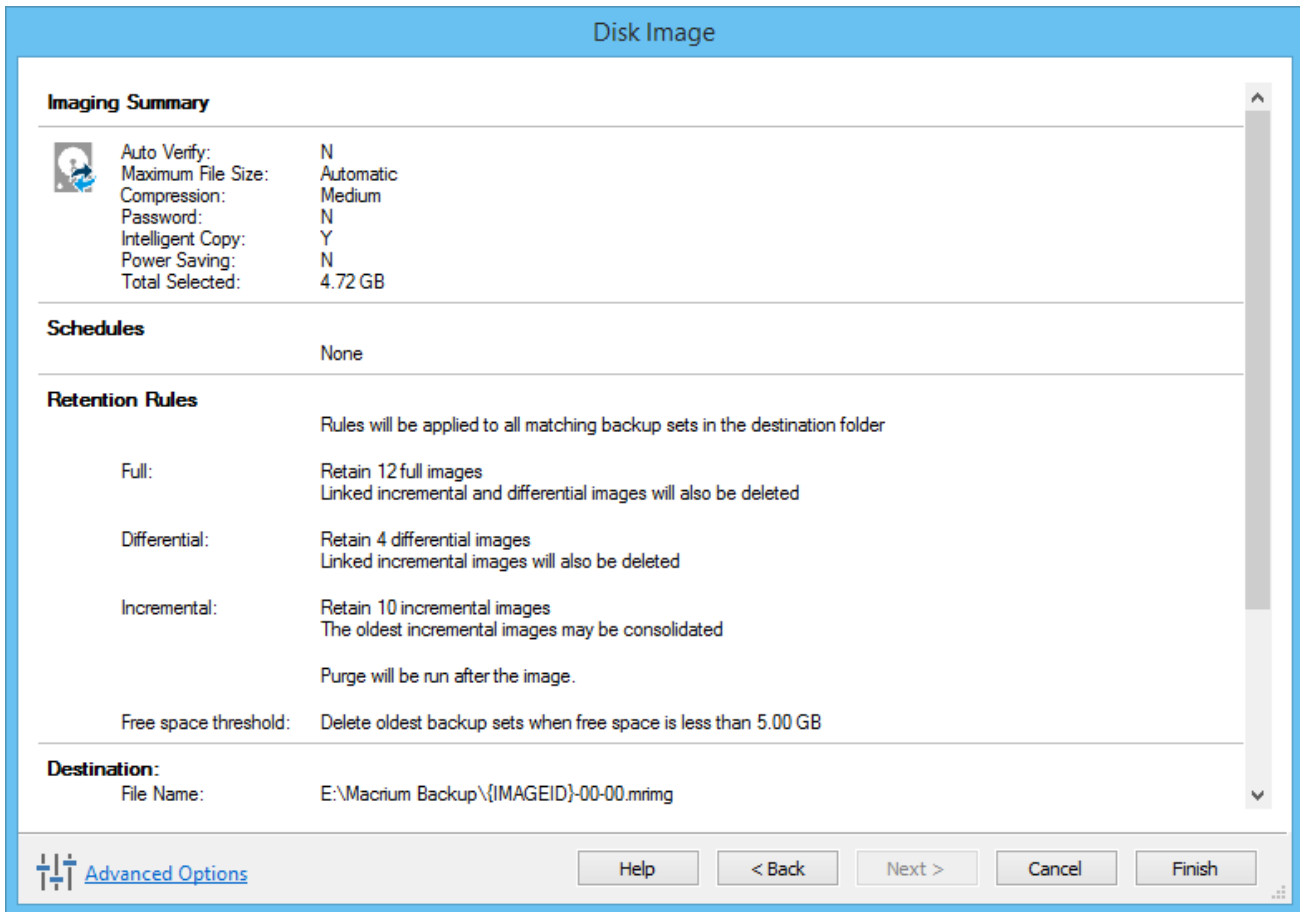 Disk Image
Imaging Summary
Auto Verify: N
Maximum File Size: Automatic
Compression: Medium
Password: N
Intelligent Copy: Y
Power Saving: N
Total Selected: 4.72 GB
Schedules
None
Retention Rules
Rules will be applied to all matching backup sets in the destination folder
Full: Retain 12 full images
Linked incremental and differential images will also be deleted
Differential: Retain 4 differential images
Linked incremental images will also be deleted
Incremental: Retain 10 incremental images
The oldest incremental images may be consolidated
Purge will be run after the image.
Free space threshold: Delete oldest backup sets when free space is less than 5.00 GB
Destination:
File Name: E:\Macrium Backup\{IMAGEID}-00-00.mrimg
Advanced Options Help < Back Next > Cancel Finish